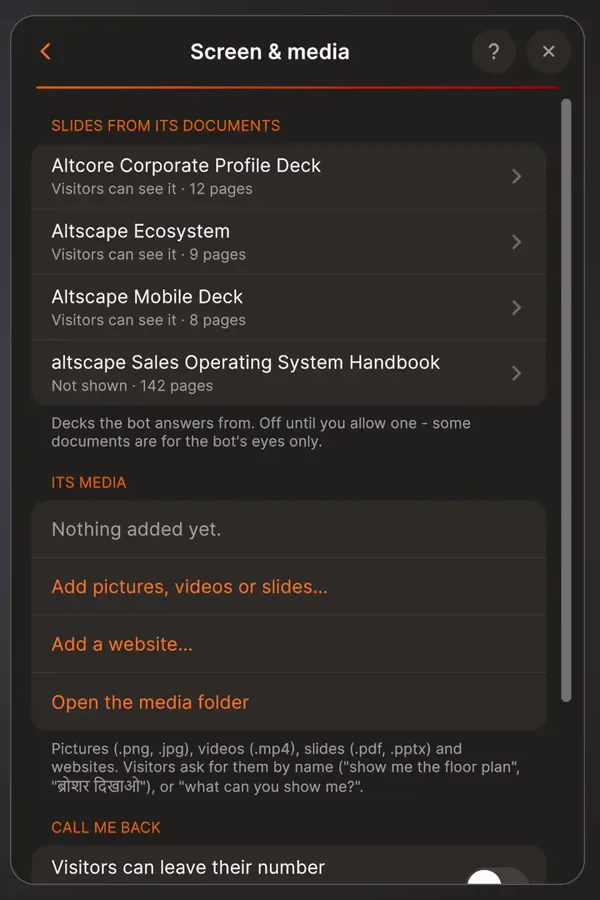 Screen & media
?
SLIDES FROM ITS DOCUMENTS
Altcore Corporate Profile Deck
Visitors can see it · 12 pages
Altscape Ecosystem
Visitors can see it · 9 pages
Altscape Mobile Deck
Visitors can see it · 8 pages
altscape Sales Operating System Handbook
Not shown · 142 pages
Decks the bot answers from. Off until you allow one - some
documents are for the bot's eyes only.
ITS MEDIA
Nothing added yet.
Add pictures, videos or slides...
Add a website...
Open the media folder
Pictures (.png, .jpg), videos (.mp4), slides (.pdf, .pptx) and
websites. Visitors ask for them by name ("show me the floor plan",
"ब्रोशर दिखाओ"), or "what can you show me?".
CALL ME BACK
Visitors can leave their number